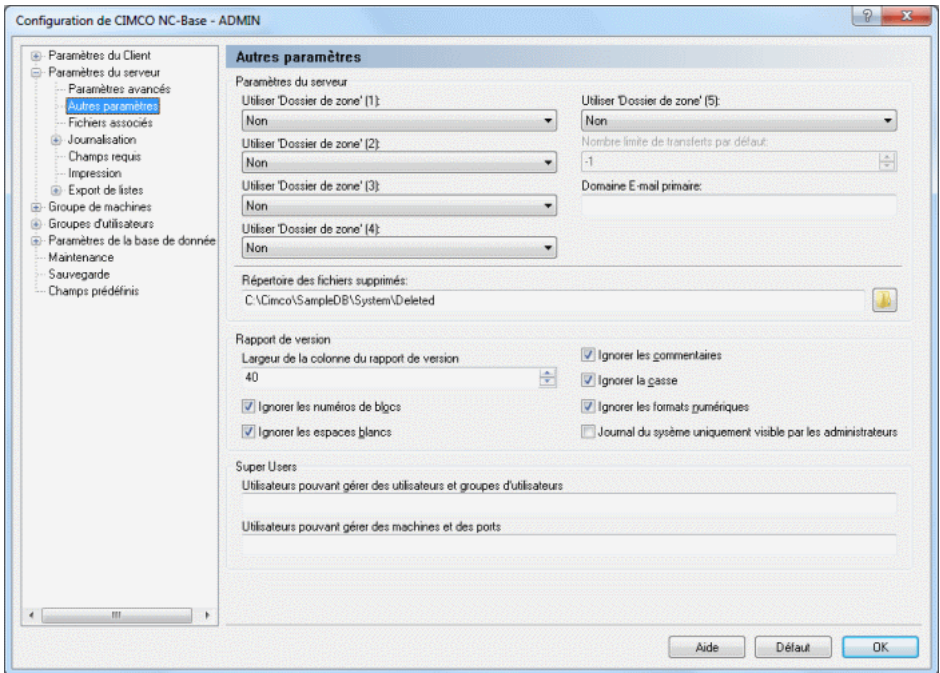 Configuration de CIMCO NC-Base - ADMIN
Paramètres du Client
Paramètres du serveur
Paramètres avancés
Autres paramètres
Fichiers associés
Journalisation
Champs requis
Impression
Export de listes
Groupe de machines
Groupes d'utilisateurs
Paramètres de la base de donnée
Maintenance
Sauvegarde
Champs prédéfinis
Autres paramètres
Paramètres du serveur
Utiliser 'Dossier de zone' (1):
Non
Utiliser 'Dossier de zone' (2):
Non
Utiliser 'Dossier de zone' (3):
Non
Utiliser 'Dossier de zone' (4):
Non
Utiliser 'Dossier de zone' (5):
Non
Nombre limite de transferts par défaut:
-1
Domaine E-mail primaire:
Répertoire des fichiers supprimés:
C:\Cimco\SampleDB\System\Deleted
Rapport de version
Largeur de la colonne du rapport de version
40
Ignorer les numéros de blocs
Ignorer les espaces blancs
Ignorer les commentaires
Ignorer la casse
Ignorer les formats numériques
Journal du sysème uniquement visible par les administrateurs
Super Users
Utilisateurs pouvant gérer des utilisateurs et groupes d'utilisateurs
Utilisateurs pouvant gérer des machines et des ports
Aide
Défaut
OK